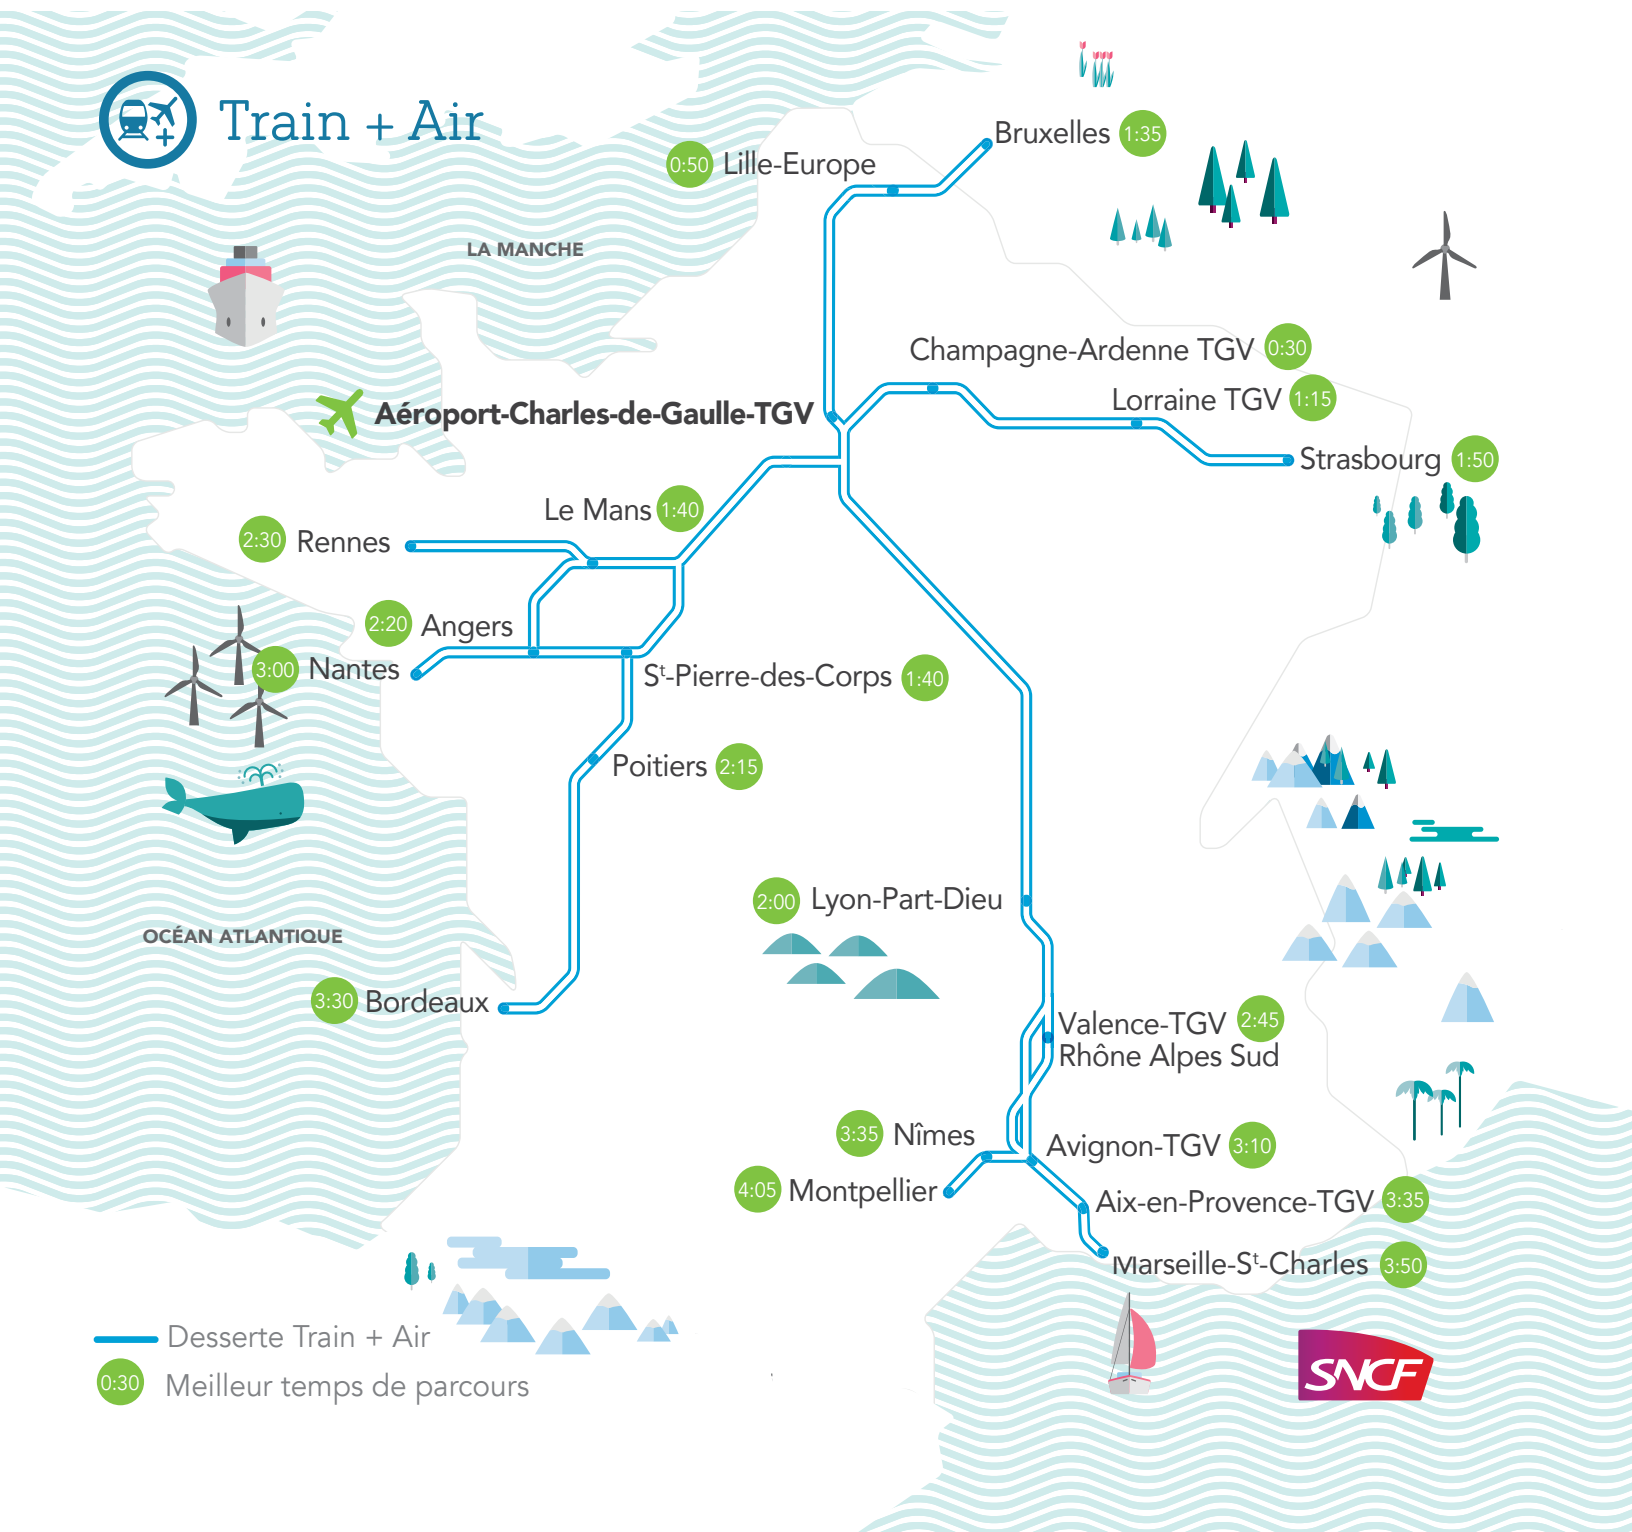 Train + Air
Bruxelles 1:35
0:50 Lille-Europe
LA MANCHE
Champagne-Ardenne TGV 0:30
Lorraine TGV 1:15
Aéroport-Charles-de-Gaulle-TGV
Strasbourg 1:50
Le Mans 1:40
2:30 Rennes
2:20 Angers
3:00 Nantes
St-Pierre-des-Corps 1:40
Poitiers 2:15
2:00 Lyon-Part-Dieu
OCÉAN ATLANTIQUE
3:30 Bordeaux
Valence-TGV 2:45
Rhône Alpes Sud
3:35 Nîmes
Avignon-TGV 3:10
4:05 Montpellier
Aix-en-Provence-TGV 3:35
Marseille-St-Charles 3:50
Desserte Train + Air
0:30 Meilleur temps de parcours
SNCF